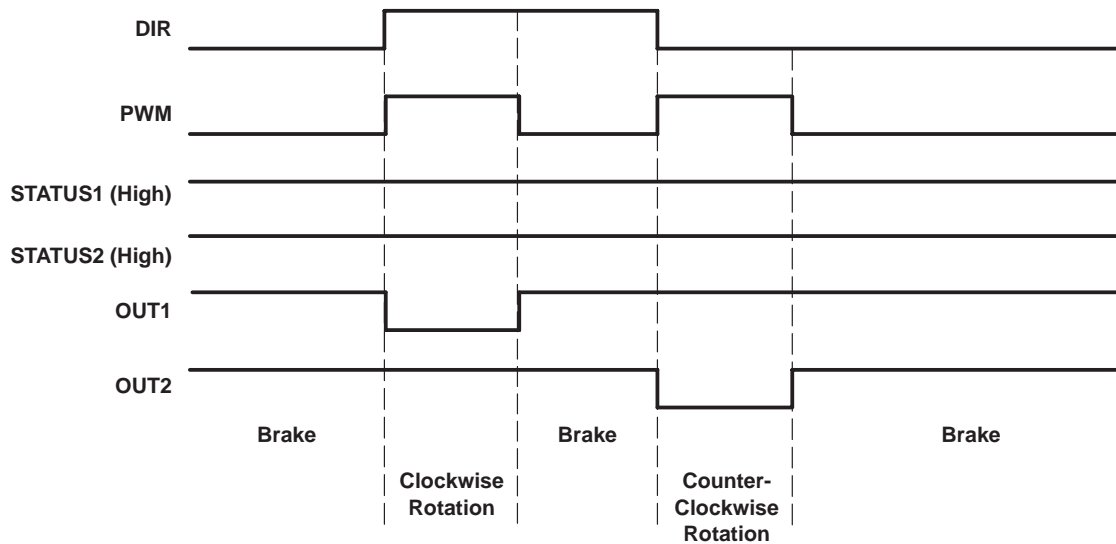 DIR
PWM
STATUS1 (High)
STATUS2 (High)
OUT1
OUT2
Brake
Brake
Brake
Clockwise
Rotation
Counter-
Clockwise
Rotation